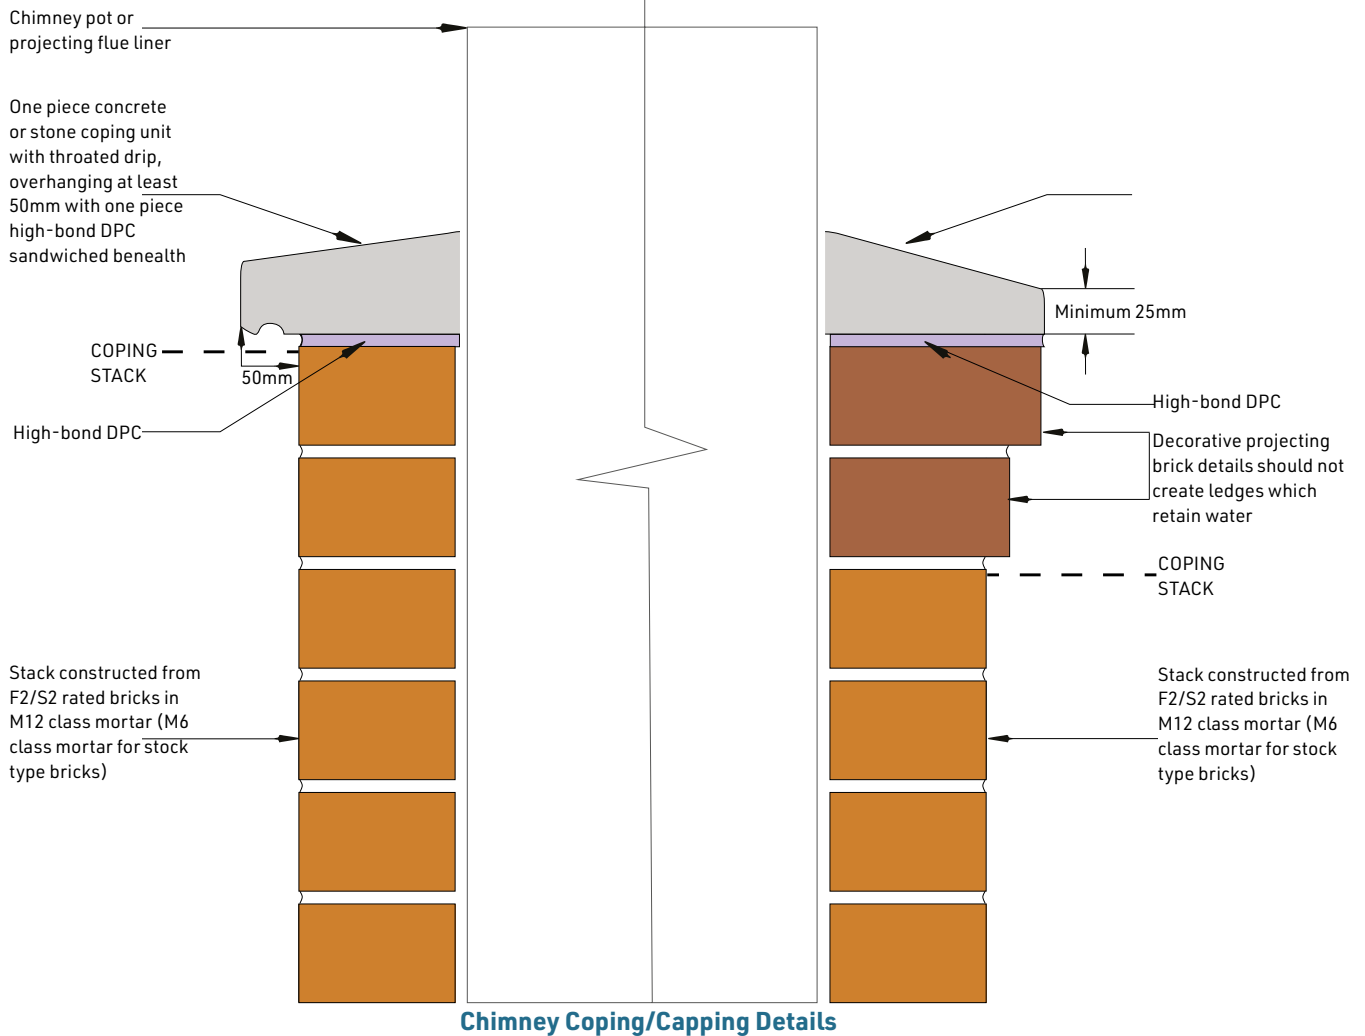 Chimney pot or
projecting flue liner
One piece concrete
or stone coping unit
with throated drip,
overhanging at least
50mm with one piece
high-bond DPC
sandwiched benealth
COPING
STACK
50mm
High-bond DPC
Stack constructed from
F2/S2 rated bricks in
M12 class mortar (M6
class mortar for stock
type bricks)
Minimum 25mm
High-bond DPC
Decorative projecting
brick details should not
create ledges which
retain water
COPING
STACK
Stack constructed from
F2/S2 rated bricks in
M12 class mortar (M6
class mortar for stock
type bricks)
Chimney Coping/Capping Details